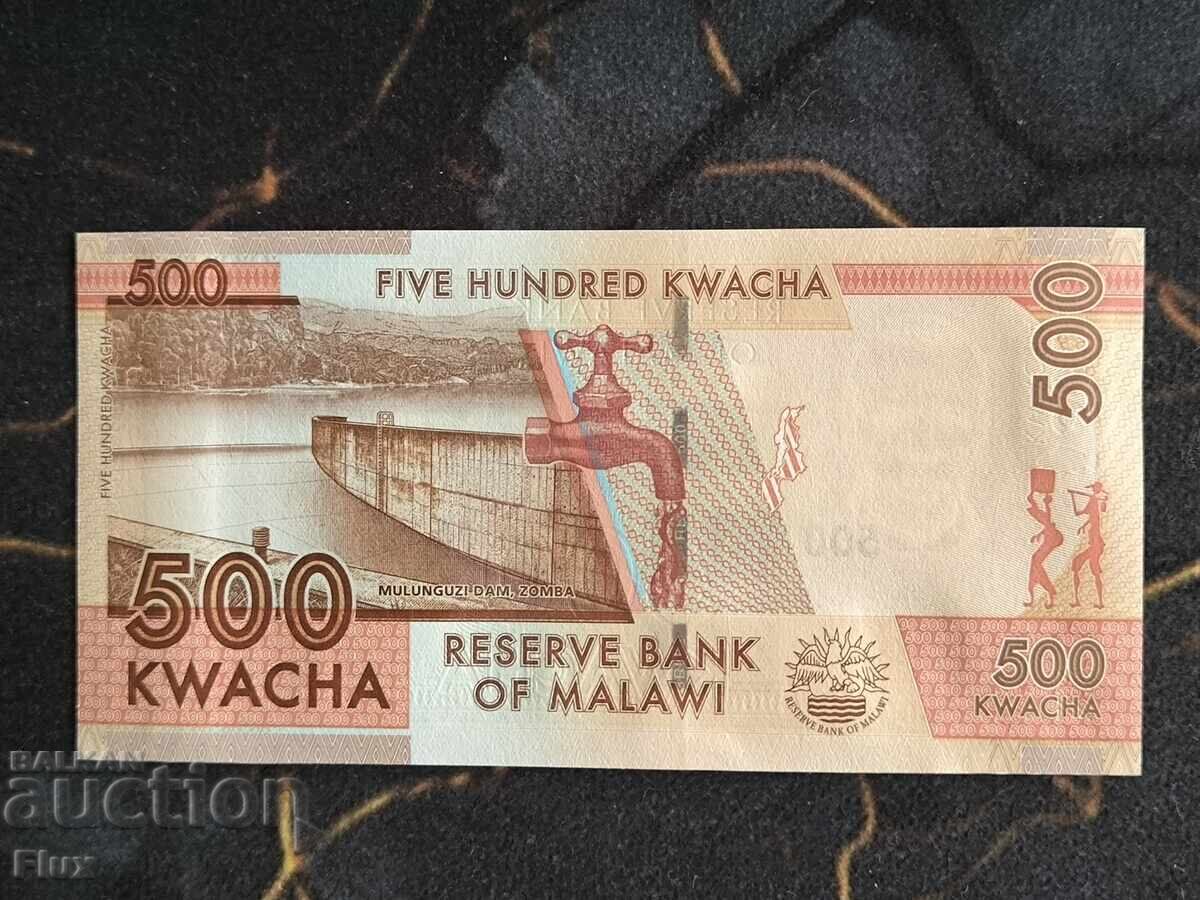 500
FIVE HUNDRED KWACHA
500
FIVE HUNDRED KWACHA
500
KWACHA
MULUNGUZI DAM, ZOMBA
RESERVE BANK
OF MALAWI
RESERVE BANK OF MALAWI
500
KWACHA
500
BALKAN
auction
Flux